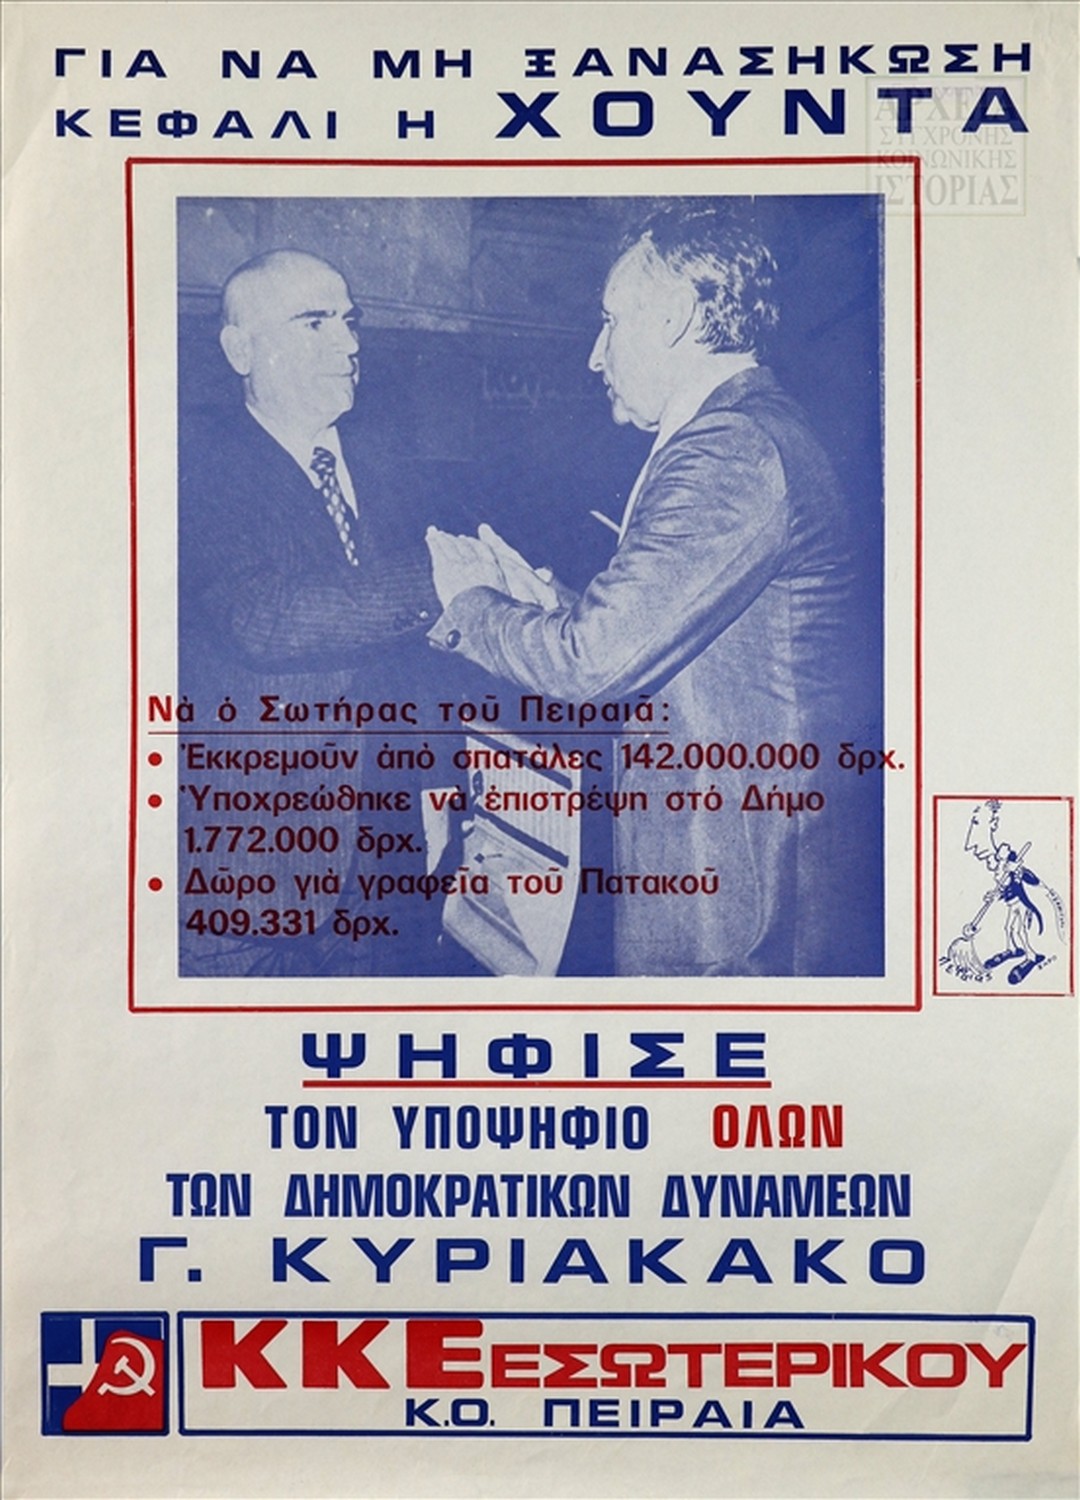 ΓΙΑ ΝΑ ΜΗ ΞΑΝΑΣΗΚΩΣΗ
ΚΕΦΑΛΙ Η ΧΟΥΝΤΑ
ΑΡΧΕΙΑ
ΣΥΓΧΡΟΝΗΣ
ΚΟΙΝΩΝΙΚΗΣ
ΙΣΤΟΡΙΑΣ
Νὰ ὁ Σωτήρας τοῦ Πειραιᾶ:
• Ἐκκρεμοῦν ἀπὸ σπατάλες 142.000.000 δρχ.
• Ὑποχρεώθηκε νὰ ἐπιστρέψη στό Δήμο
1.772.000 δρχ.
• Δῶρο γιὰ γραφεῖα τοῦ Πατακοῦ
409.331 δρχ.
ΨΗΦΙΣΕ
ΤΟΝ ΥΠΟΨΗΦΙΟ ΟΛΩΝ
ΤΩΝ ΔΗΜΟΚΡΑΤΙΚΩΝ ΔΥΝΑΜΕΩΝ
Γ. ΚΥΡΙΑΚΑΚΟ
ΚΚΕ ΕΣΩΤΕΡΙΚΟΥ
Κ.Ο. ΠΕΙΡΑΙΑ